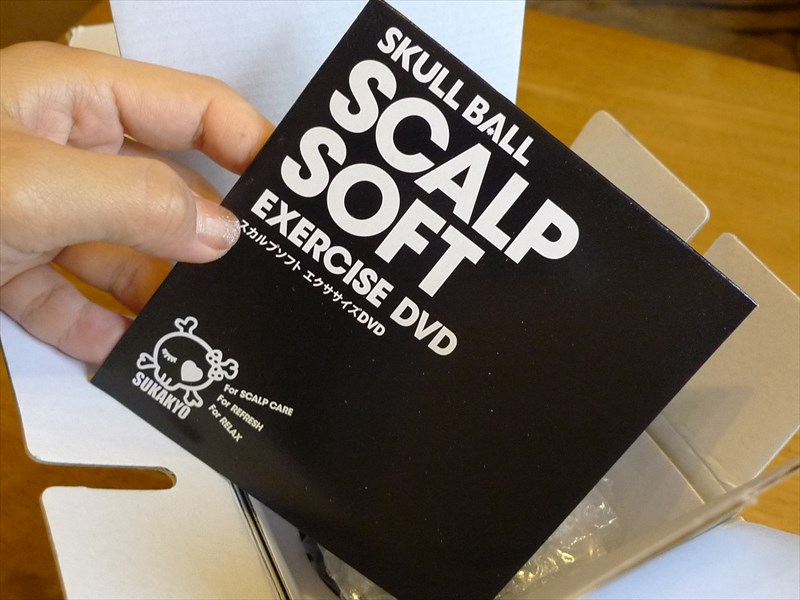 SKULL BALL
SCALP
SOFT
EXERCISE DVD
スカルプソフト エクササイズDVD
SUKAKYO
For SCALP CARE
For REFRESH
For RELAX